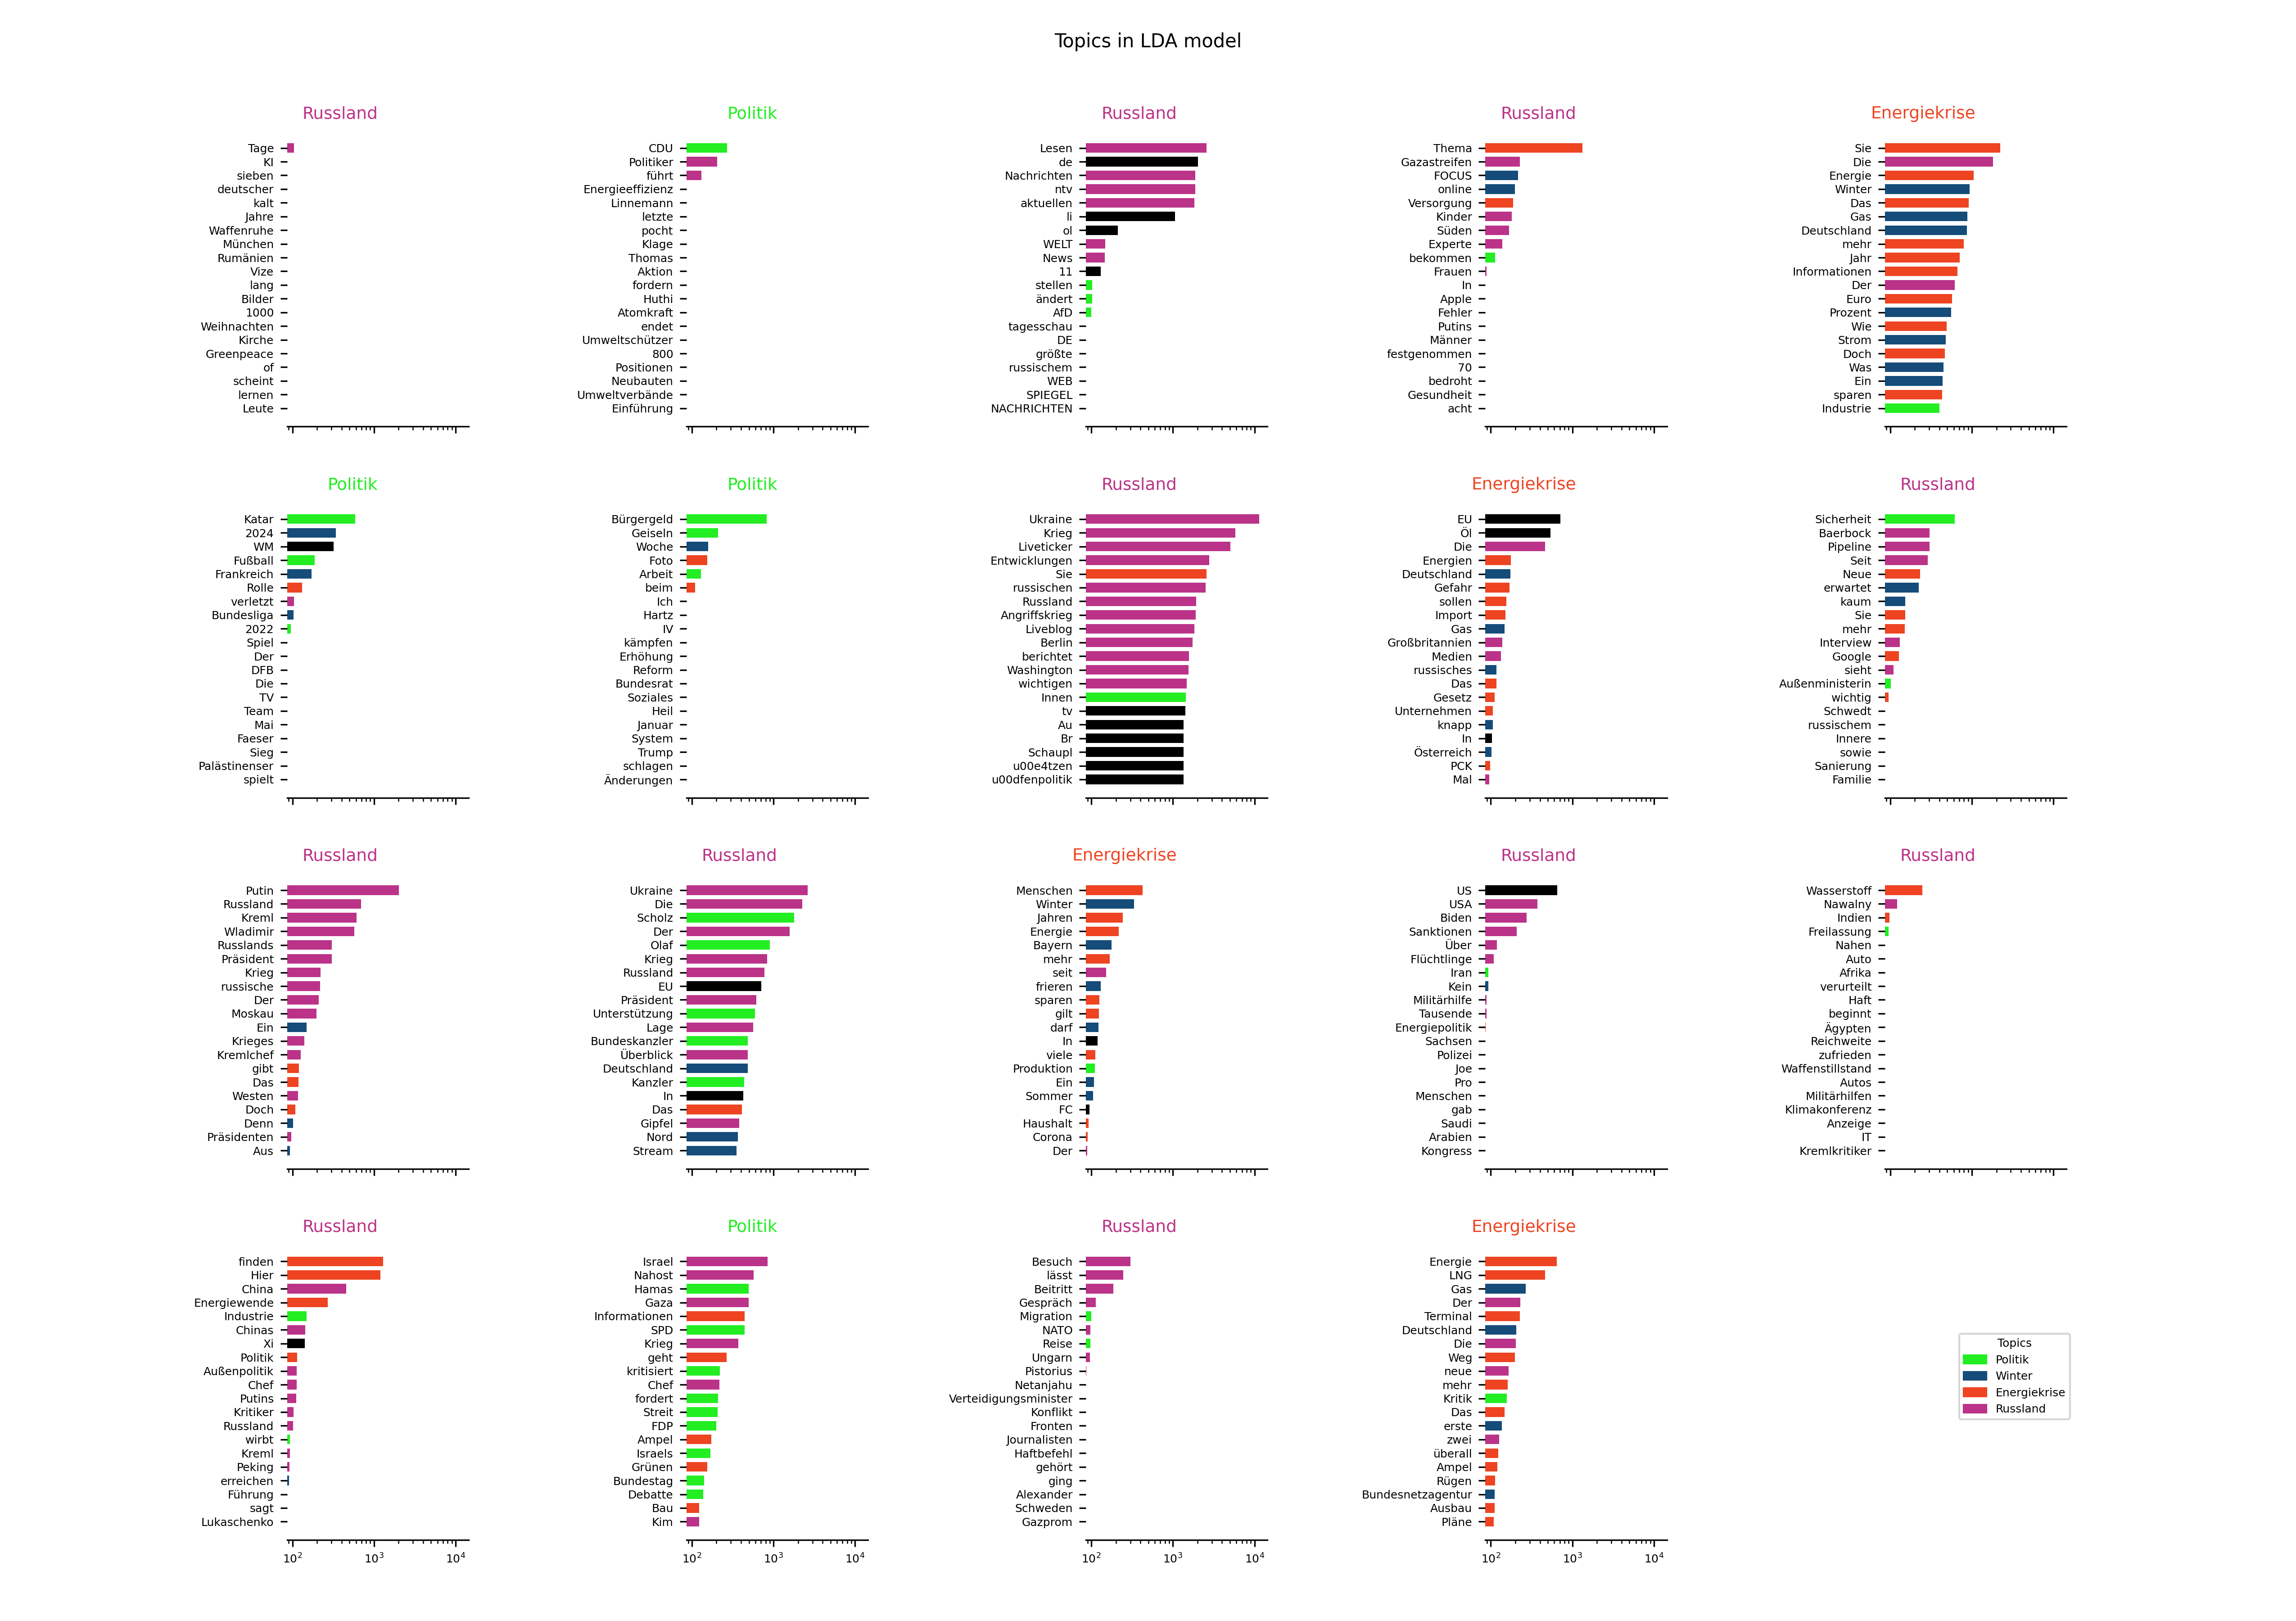 Topics in LDA model
Russland
Tage
KI
sieben
deutscher
kalt
Jahre
Waffenruhe
München
Rumänien
Vize
lang
Bilder
1000
Weihnachten
Kirche
Greenpeace
of
scheint
lernen
Leute
Politik
CDU
Politiker
führt
Energieeffizienz
Linnemann
letzte
pocht
Klage
Thomas
Aktion
fordern
Huthi
Atomkraft
endet
Umweltschützer
800
Positionen
Neubauten
Umweltverbände
Einführung
Russland
Lesen
de
Nachrichten
ntv
aktuellen
li
ol
WELT
News
11
stellen
ändert
AfD
tagesschau
DE
größte
russischem
WEB
SPIEGEL
NACHRICHTEN
Russland
Thema
Gazastreifen
FOCUS
online
Versorgung
Kinder
Süden
Experte
bekommen
Frauen
In
Apple
Fehler
Putins
Männer
festgenommen
70
bedroht
Gesundheit
acht
Energiekrise
Sie
Die
Energie
Winter
Das
Gas
Deutschland
mehr
Jahr
Informationen
Der
Euro
Prozent
Wie
Strom
Doch
Was
Ein
sparen
Industrie
Politik
Katar
2024
WM
Fußball
Frankreich
Rolle
verletzt
Bundesliga
2022
Spiel
Der
DFB
Die
TV
Team
Mai
Faeser
Sieg
Palästinenser
spielt
Politik
Bürgergeld
Geiseln
Woche
Foto
Arbeit
beim
Ich
Hartz
IV
kämpfen
Erhöhung
Reform
Bundesrat
Soziales
Heil
Januar
System
Trump
schlagen
Änderungen
Russland
Ukraine
Krieg
Liveticker
Entwicklungen
Sie
russischen
Russland
Angriffskrieg
Liveblog
Berlin
berichtet
Washington
wichtigen
Innen
tv
Au
Br
Schaupl
u00e4tzen
u00dfenpolitik
Energiekrise
EU
Öl
Die
Energien
Deutschland
Gefahr
sollen
Import
Gas
Großbritannien
Medien
russisches
Das
Gesetz
Unternehmen
knapp
In
Österreich
PCK
Mal
Russland
Sicherheit
Baerbock
Pipeline
Seit
Neue
erwartet
kaum
Sie
mehr
Interview
Google
sieht
Außenministerin
wichtig
Schwedt
russischem
Innere
sowie
Sanierung
Familie
Russland
Putin
Russland
Kreml
Wladimir
Russlands
Präsident
Krieg
russische
Der
Moskau
Ein
Krieges
Kremlchef
gibt
Das
Westen
Doch
Denn
Präsidenten
Aus
Russland
Ukraine
Die
Scholz
Der
Olaf
Krieg
Russland
EU
Präsident
Unterstützung
Lage
Bundeskanzler
Überblick
Deutschland
Kanzler
In
Das
Gipfel
Nord
Stream
Energiekrise
Menschen
Winter
Jahren
Energie
Bayern
mehr
seit
frieren
sparen
gilt
darf
In
viele
Produktion
Ein
Sommer
FC
Haushalt
Corona
Der
Russland
US
USA
Biden
Sanktionen
Über
Flüchtlinge
Iran
Kein
Militärhilfe
Tausende
Energiepolitik
Sachsen
Polizei
Joe
Pro
Menschen
gab
Saudi
Arabien
Kongress
Russland
Wasserstoff
Nawalny
Indien
Freilassung
Nahen
Auto
Afrika
verurteilt
Haft
beginnt
Ägypten
Reichweite
zufrieden
Waffenstillstand
Autos
Militärhilfen
Klimakonferenz
Anzeige
IT
Kremlkritiker
Russland
finden
Hier
China
Energiewende
Industrie
Chinas
Xi
Politik
Außenpolitik
Chef
Putins
Kritiker
Russland
wirbt
Kreml
Peking
erreichen
Führung
sagt
Lukaschenko
10² 10³ 10⁴
Politik
Israel
Nahost
Hamas
Gaza
Informationen
SPD
Krieg
geht
kritisiert
Chef
fordert
Streit
FDP
Ampel
Israels
Grünen
Bundestag
Debatte
Bau
Kim
10² 10³ 10⁴
Russland
Besuch
lässt
Beitritt
Gespräch
Migration
NATO
Reise
Ungarn
Pistorius
Netanjahu
Verteidigungsminister
Konflikt
Fronten
Journalisten
Haftbefehl
gehört
ging
Alexander
Schweden
Gazprom
10² 10³ 10⁴
Energiekrise
Energie
LNG
Gas
Der
Terminal
Deutschland
Die
Weg
neue
mehr
Kritik
Das
erste
zwei
überall
Ampel
Rügen
Bundesnetzagentur
Ausbau
Pläne
10² 10³ 10⁴
Topics
Politik
Winter
Energiekrise
Russland